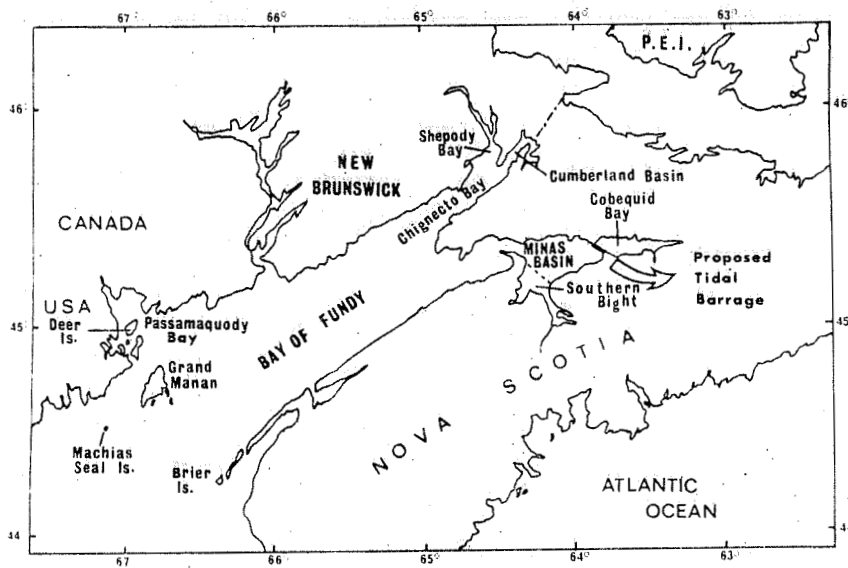 67° 66° 65° 64° 63°
P.E.I.
46° 46°
Shepody
Bay
NEW
BRUNSWICK
Cumberland Basin
Chignecto Bay
Cobequid
Bay
CANADA
MINAS
BASIN
Proposed
Tidal
Barrage
Southern
Bight
USA
Deer
Is.
45° 45°
Passamaquody
Bay
BAY OF FUNDY
Grand
Manan
NOVA SCOTIA
Machias
Seal Is.
Brier
Is.
ATLANTIC
OCEAN
44 44
67 66 65 64 63